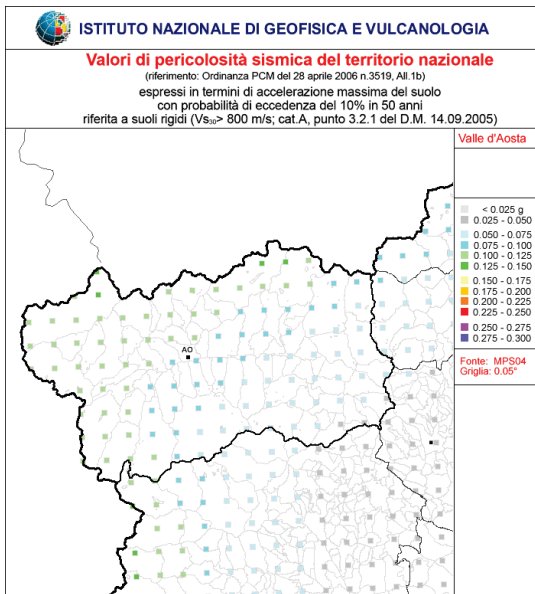 ISTITUTO NAZIONALE DI GEOFISICA E VULCANOLOGIA
Valori di pericolosità sismica del territorio nazionale
(riferimento: Ordinanza PCM del 28 aprile 2006 n.3519, All.1b)
espressi in termini di accelerazione massima del suolo
con probabilità di eccedenza del 10% in 50 anni
riferita a suoli rigidi (Vs₃₀> 800 m/s; cat.A, punto 3.2.1 del D.M. 14.09.2005)
Valle d'Aosta
< 0.025 g
0.025 - 0.050
0.050 - 0.075
0.075 - 0.100
0.100 - 0.125
0.125 - 0.150
0.150 - 0.175
0.175 - 0.200
0.200 - 0.225
0.225 - 0.250
0.250 - 0.275
0.275 - 0.300
Fonte: MPS04
Griglia: 0.05°
AO